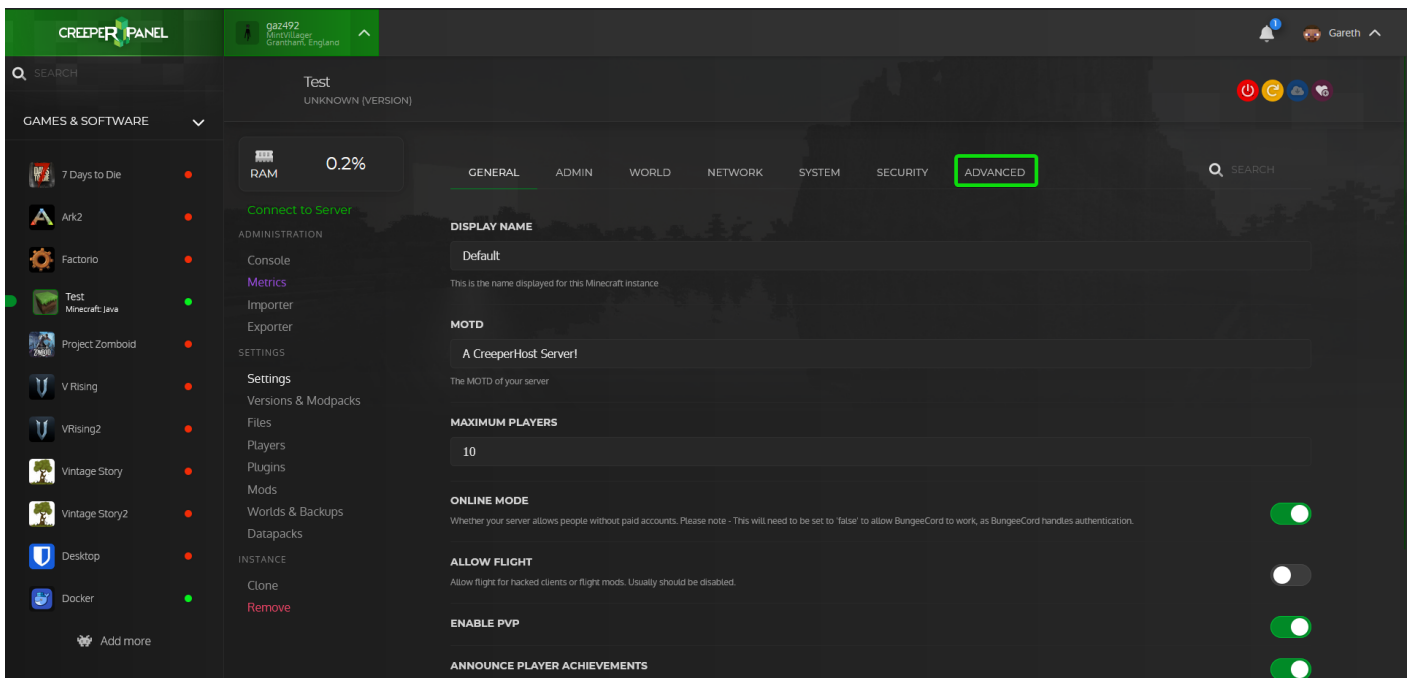 CREEPER PANEL
gaz492
MintVillager
Grantham, England
1
Gareth
SEARCH
Test
UNKNOWN (VERSION)
GAMES & SOFTWARE
7 Days to Die
Ark2
Factorio
Test
Minecraft: Java
Project Zomboid
V Rising
VRising2
Vintage Story
Vintage Story2
Desktop
Docker
Add more
RAM
0.2%
Connect to Server
ADMINISTRATION
Console
Metrics
Importer
Exporter
SETTINGS
Settings
Versions & Modpacks
Files
Players
Plugins
Mods
Worlds & Backups
Datapacks
INSTANCE
Clone
Remove
GENERAL ADMIN WORLD NETWORK SYSTEM SECURITY ADVANCED
SEARCH
DISPLAY NAME
Default
This is the name displayed for this Minecraft instance
MOTD
A CreeperHost Server!
The MOTD of your server
MAXIMUM PLAYERS
10
ONLINE MODE
Whether your server allows people without paid accounts. Please note - This will need to be set to 'false' to allow BungeeCord to work, as BungeeCord handles authentication.
ALLOW FLIGHT
Allow flight for hacked clients or flight mods. Usually should be disabled.
ENABLE PVP
ANNOUNCE PLAYER ACHIEVEMENTS